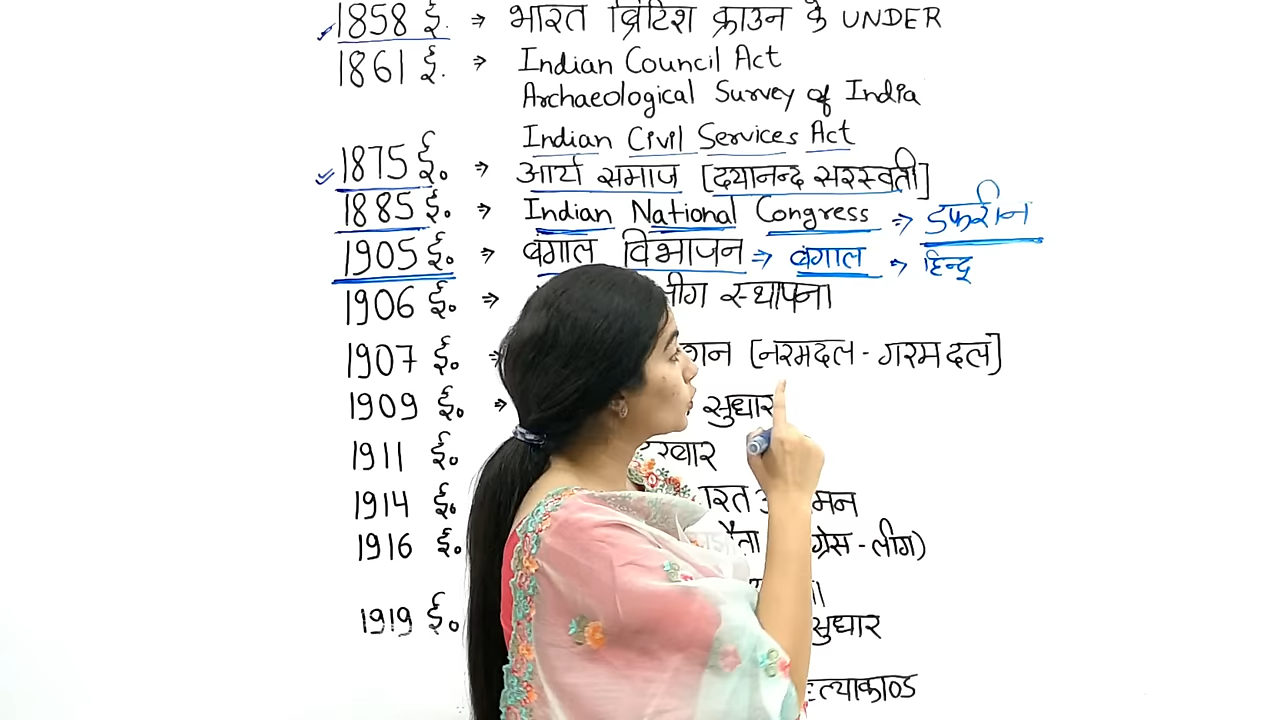 1858 ई. → भारत ब्रिटिश क्राउन के UNDER
1861 ई. → Indian Council Act
Archaeological Survey of India
Indian Civil Services Act
1875 ई. → आर्य समाज [दयानन्द सरस्वती]
1885 ई. → Indian National Congress → डफरीन
1905 ई. → बंगाल विभाजन → बंगाल → हिन्दू
1906 ई. → स्थापना
1907 ई. [नरमदल - गरमदल]
1909 ई. → सुधार
1911 ई.
1914 ई.
1916 ई. लीग)
1919 ई. सुधार